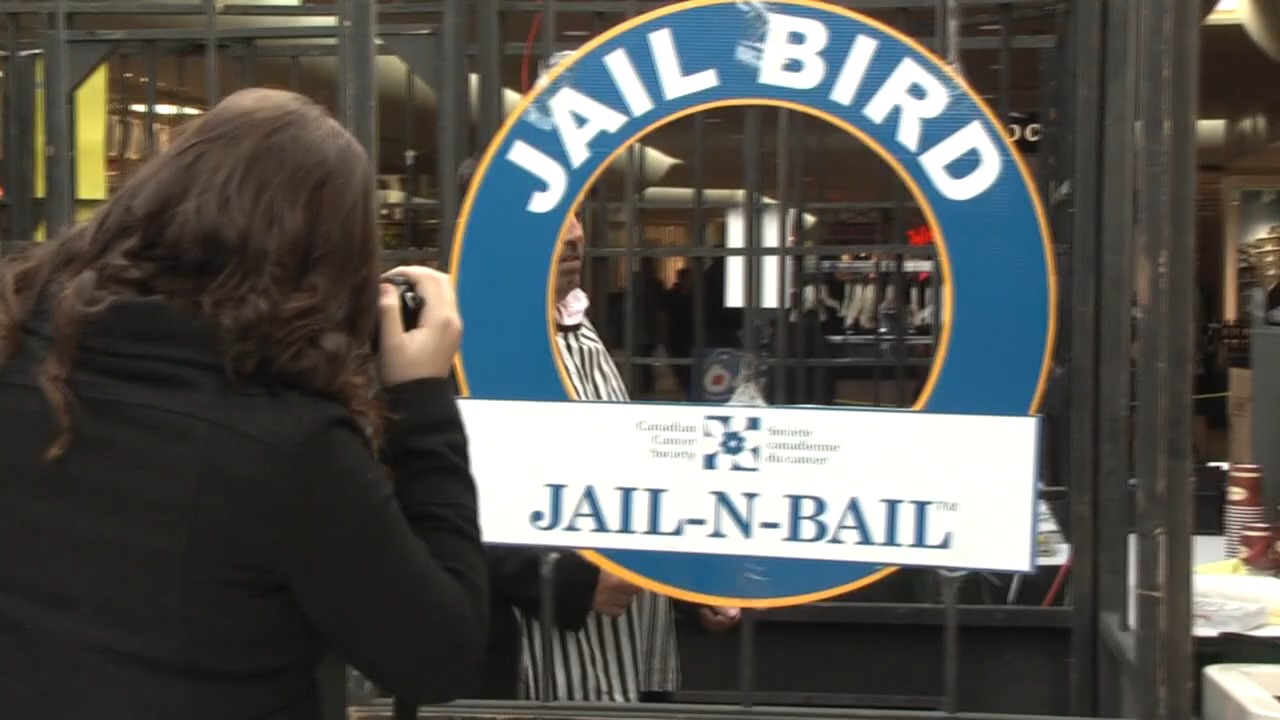 JAIL BIRD
Canadian
Cancer
Society
Société
canadienne
du cancer
JAIL-N-BAIL